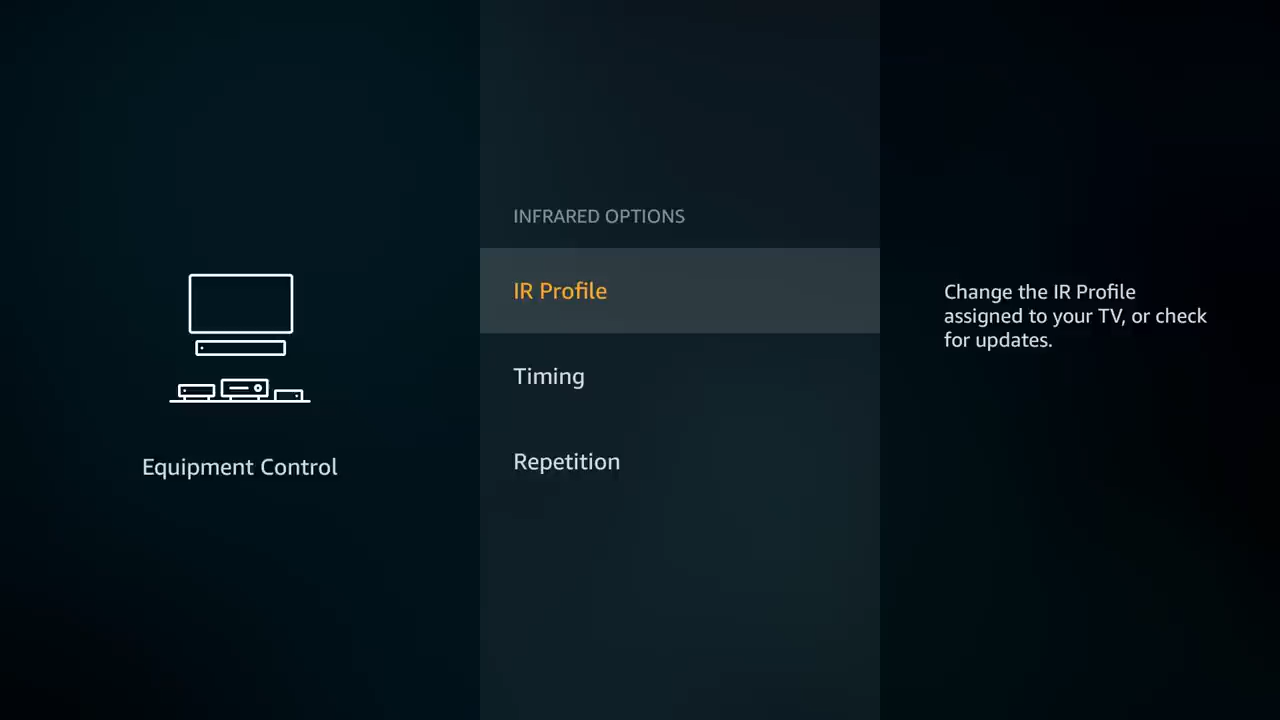 INFRARED OPTIONS
IR Profile
Timing
Repetition
Equipment Control
Change the IR Profile
assigned to your TV, or check
for updates.